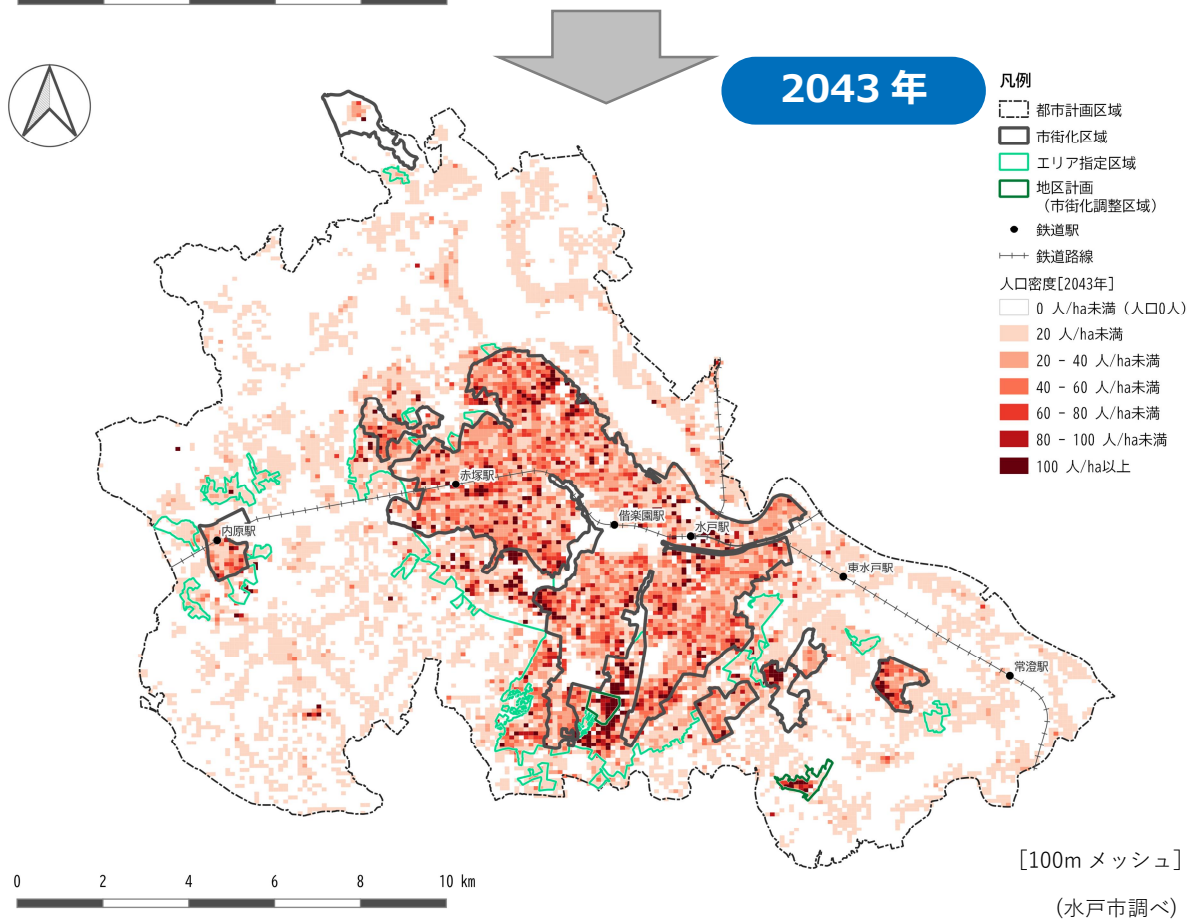 2043 年
凡例
都市計画区域
市街化区域
エリア指定区域
地区計画
(市街化調整区域)
鉄道駅
鉄道路線
人口密度[2043年]
0 人/ha未満 (人口0人)
20 人/ha未満
20 - 40 人/ha未満
40 - 60 人/ha未満
60 - 80 人/ha未満
80 - 100 人/ha未満
100 人/ha以上
赤塚駅
偕楽園駅
水戸駅
内原駅
東水戸駅
常澄駅
[100m メッシュ]
0 2 4 6 8 10 km
(水戸市調べ)